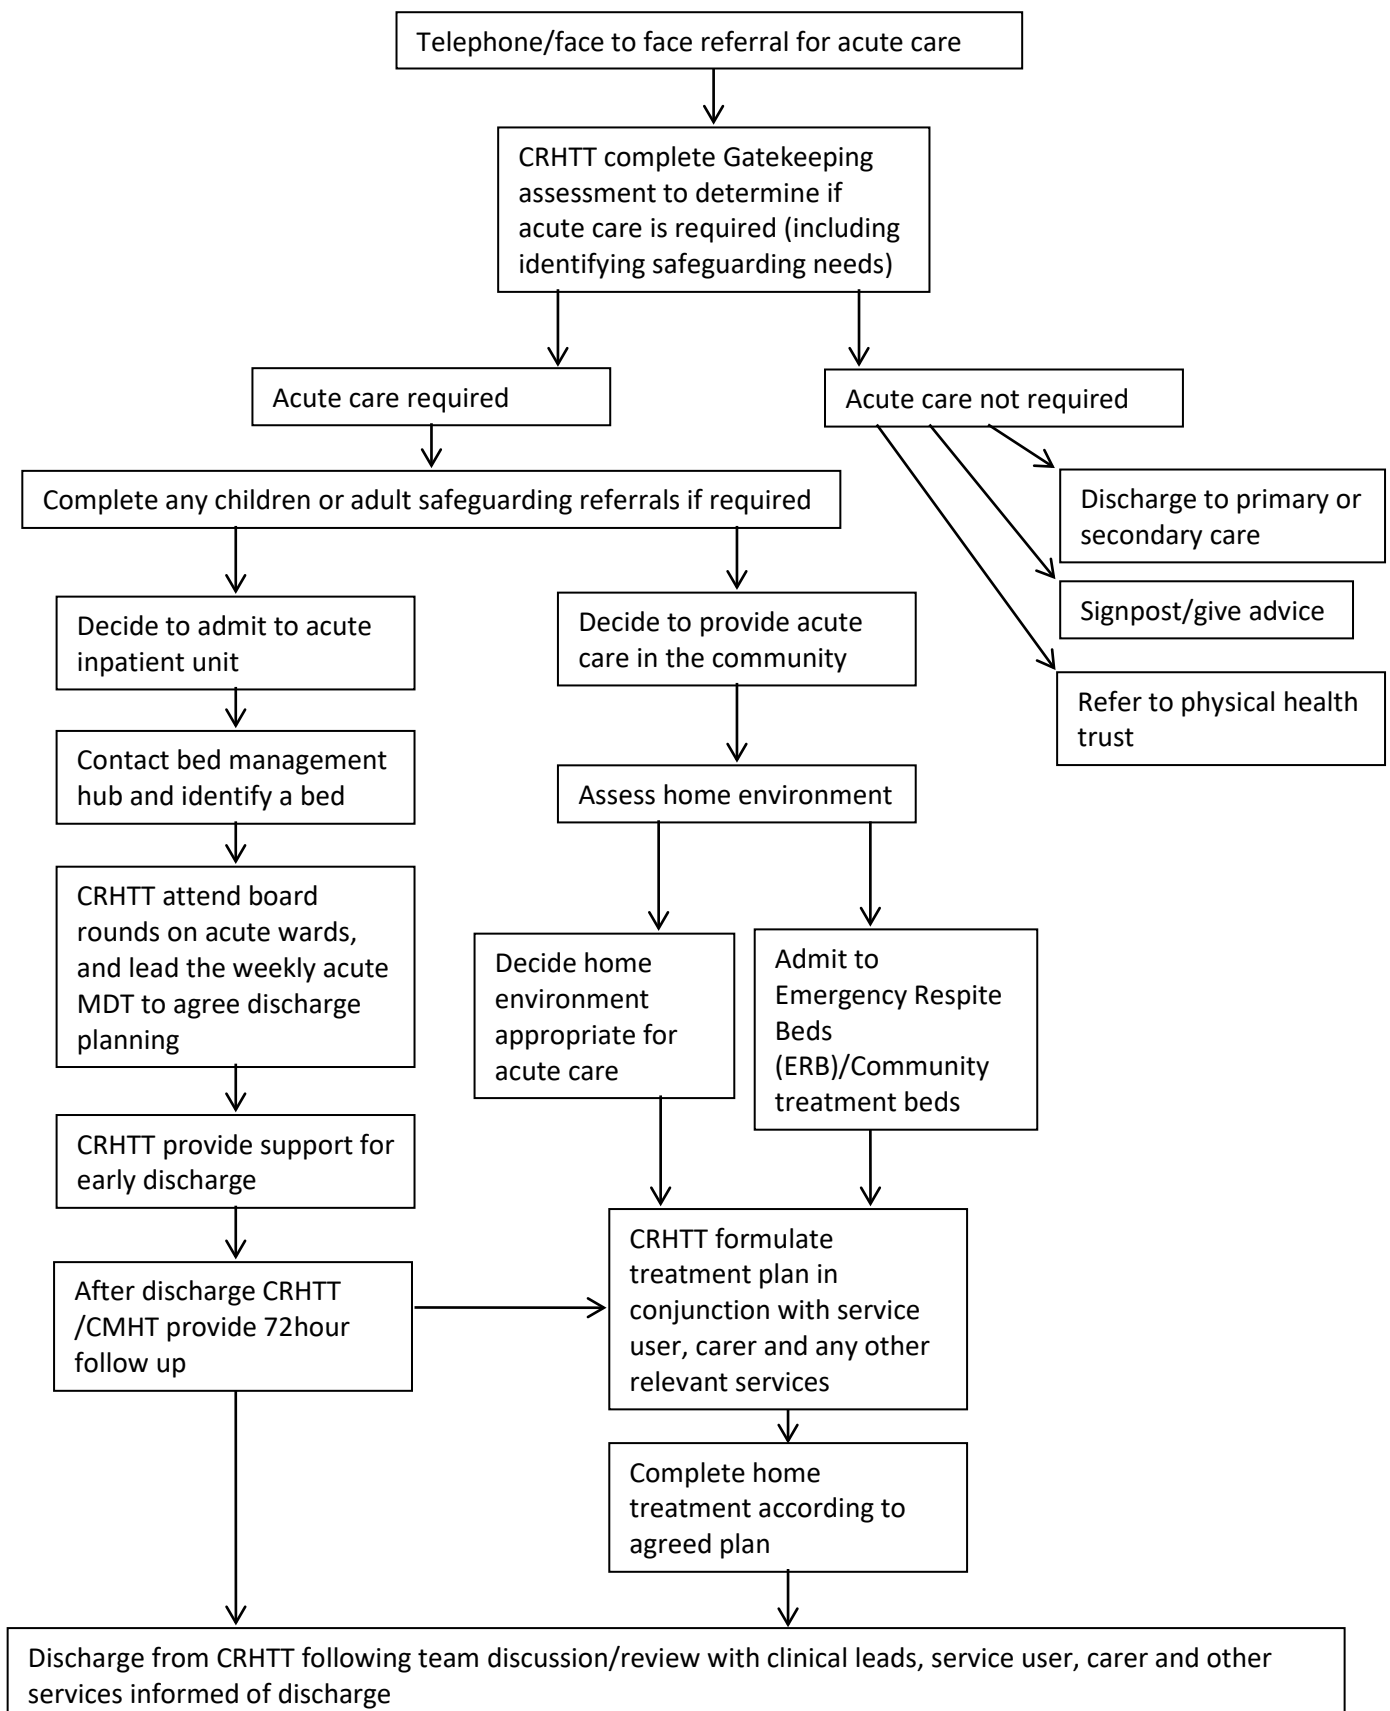 Telephone/face to face referral for acute care
CRHTT complete Gatekeeping
assessment to determine if
acute care is required (including
identifying safeguarding needs)
Acute care required
Acute care not required
Complete any children or adult safeguarding referrals if required
Discharge to primary or
secondary care
Signpost/give advice
Refer to physical health
trust
Decide to admit to acute
inpatient unit
Decide to provide acute
care in the community
Contact bed management
hub and identify a bed
Assess home environment
CRHTT attend board
rounds on acute wards,
and lead the weekly acute
MDT to agree discharge
planning
Decide home
environment
appropriate for
acute care
Admit to
Emergency Respite
Beds
(ERB)/Community
treatment beds
CRHTT provide support for
early discharge
After discharge CRHTT
/CMHT provide 72hour
follow up
CRHTT formulate
treatment plan in
conjunction with service
user, carer and any other
relevant services
Complete home
treatment according to
agreed plan
Discharge from CRHTT following team discussion/review with clinical leads, service user, carer and other
services informed of discharge